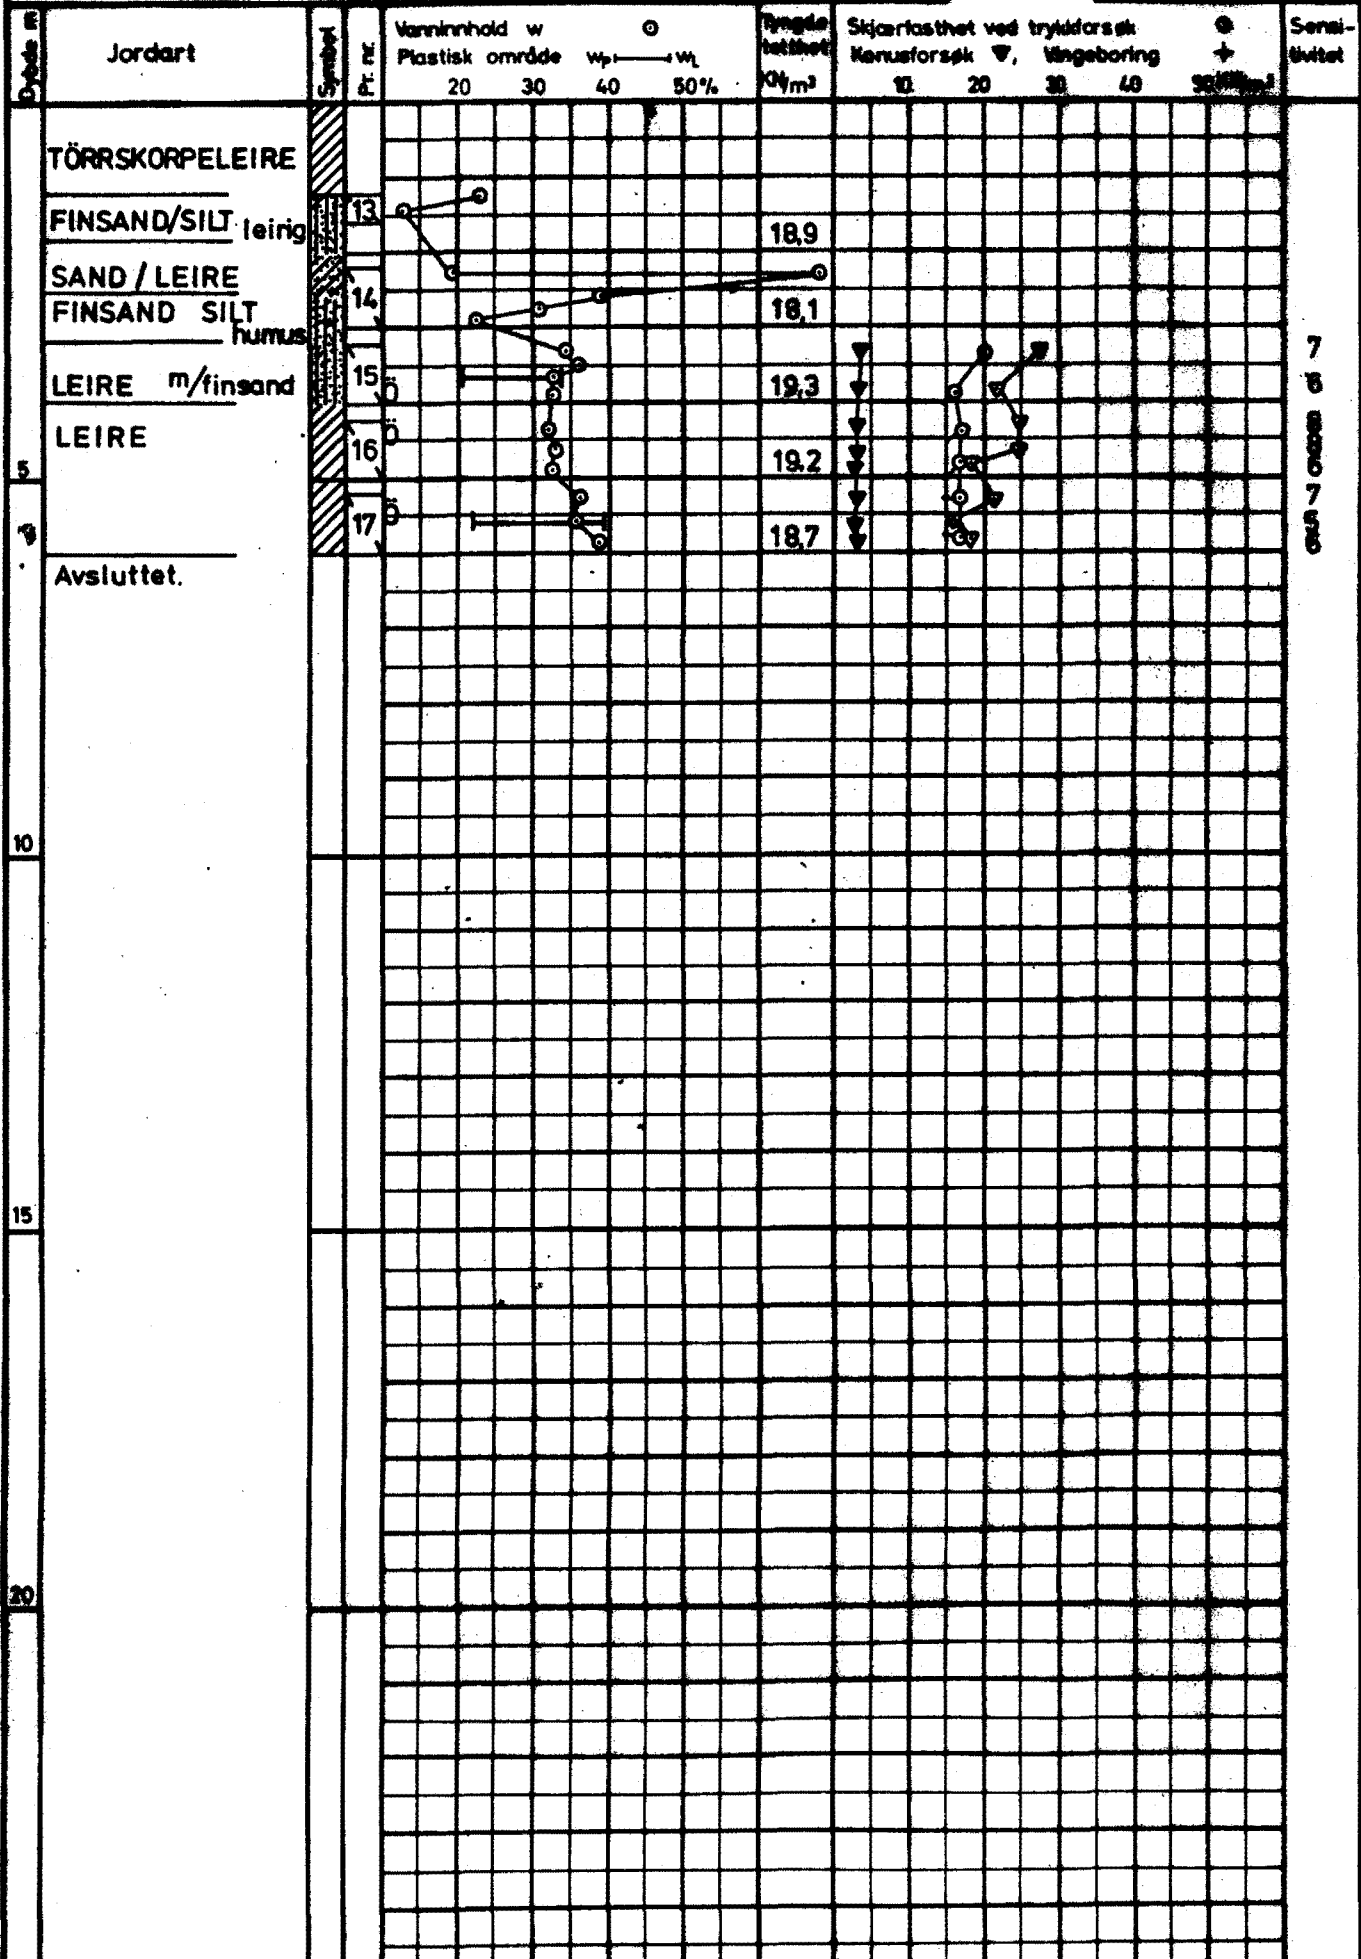 Dybde m
Jordart
Symbol
Pr. nr.
Vanninnhold w
Plastisk område wP wL
20 30 40 50%
Tyngde
tetthet
KN/m³
Skjærfasthet ved trykkforsøk
Konusforsøk ▼, Vingeboring +
10 20 30 40 50
Sensi-
tivitet
TÖRRSKORPELEIRE
FINSAND/SILT leirig
13
18,9
SAND / LEIRE
14
FINSAND SILT
18,1
humus
7
LEIRE m/finsand
15
Ö
19,3
6
LEIRE
Ö
16
19,2
5
7
17
Ö
18,7
Avsluttet.
10
15
20